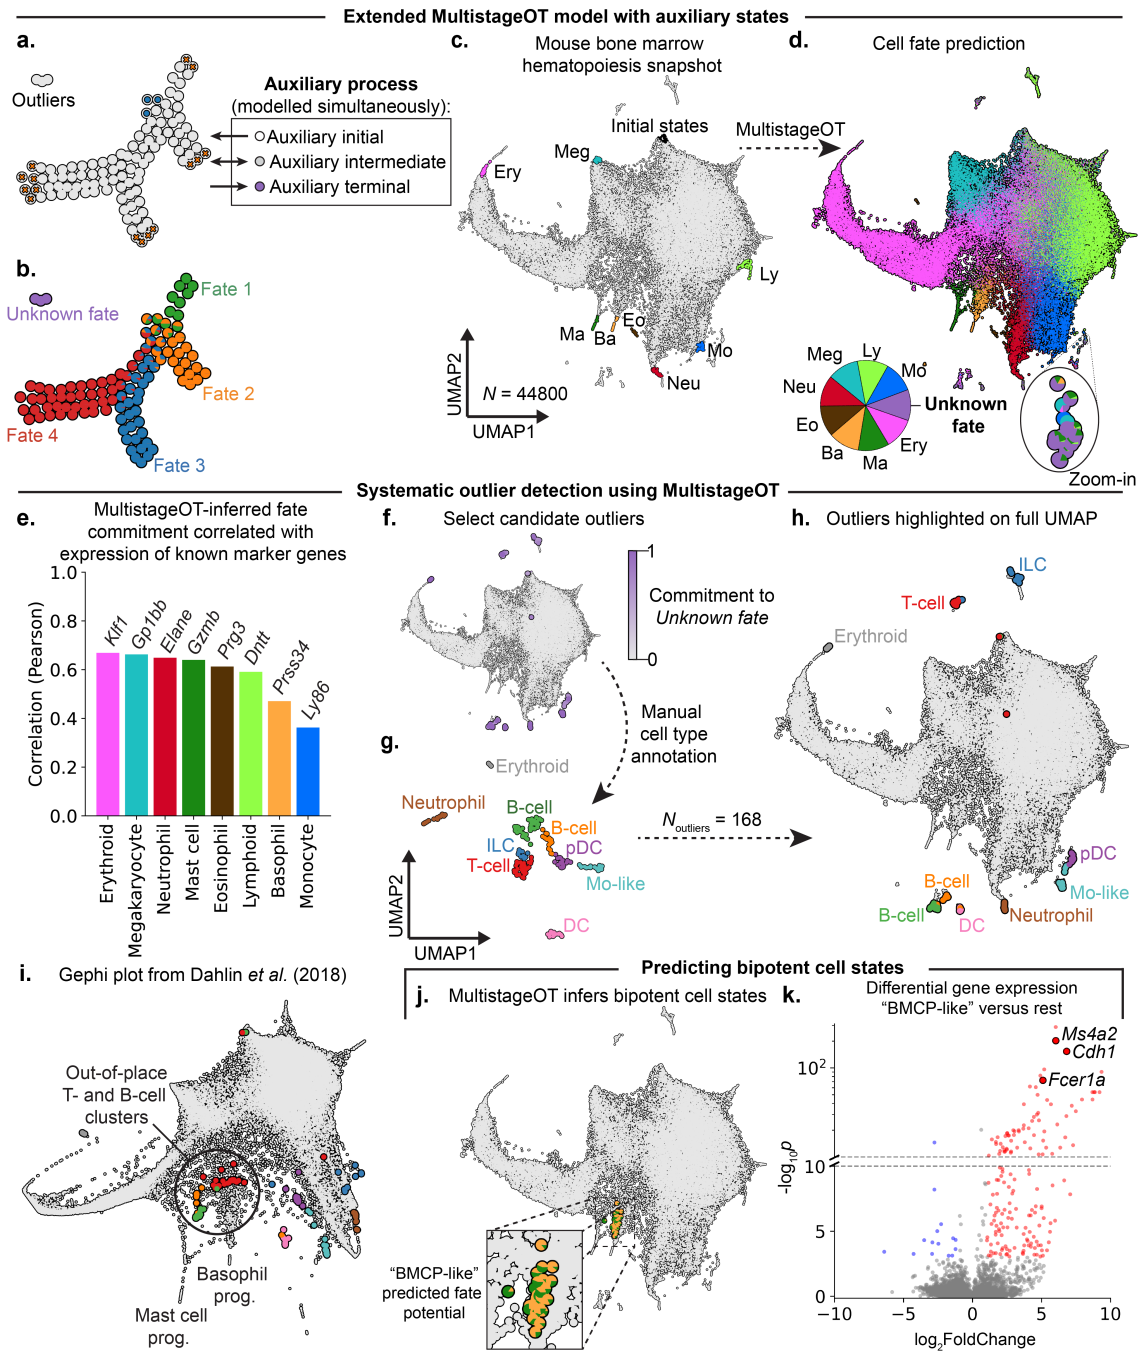 Extended MultistageOT model with auxiliary states
a.
Outliers
Auxiliary process
(modelled simultaneously):
Auxiliary initial
Auxiliary intermediate
Auxiliary terminal
b.
Unknown fate
Fate 1
Fate 2
Fate 4
Fate 3
c.
Mouse bone marrow
hematopoiesis snapshot
Initial states
Meg
Ery
Ly
Ma
Ba
Eo
Mo
Neu
UMAP2
N = 44800
UMAP1
MultistageOT
d.
Cell fate prediction
Meg
Ly
Mo
Neu
Unknown
fate
Eo
Ery
Ba
Ma
Zoom-in
Systematic outlier detection using MultistageOT
e.
MultistageOT-inferred fate
commitment correlated with
expression of known marker genes
Correlation (Pearson)
1.0
0.8
0.6
0.4
0.2
0.0
Klf1
Gp1bb
Elane
Gzmb
Prg3
Dntt
Prss34
Ly86
Erythroid
Megakaryocyte
Neutrophil
Mast cell
Eosinophil
Lymphoid
Basophil
Monocyte
f.
Select candidate outliers
1
Commitment to
Unknown fate
0
Manual
cell type
annotation
g.
Erythroid
Neutrophil
B-cell
B-cell
ILC
pDC
T-cell
Mo-like
DC
UMAP2
UMAP1
Noutliers = 168
h.
Outliers highlighted on full UMAP
ILC
T-cell
Erythroid
pDC
Mo-like
B-cell
B-cell
DC
Neutrophil
i.
Gephi plot from Dahlin et al. (2018)
Out-of-place
T- and B-cell
clusters
Basophil
prog.
Mast cell
prog.
Predicting bipotent cell states
j.
MultistageOT infers bipotent cell states
“BMCP-like”
predicted fate
potential
k.
Differential gene expression
“BMCP-like” versus rest
Ms4a2
Cdh1
Fcer1a
-log10p
10²
10
5
0
−10
−5
0
5
10
log2FoldChange